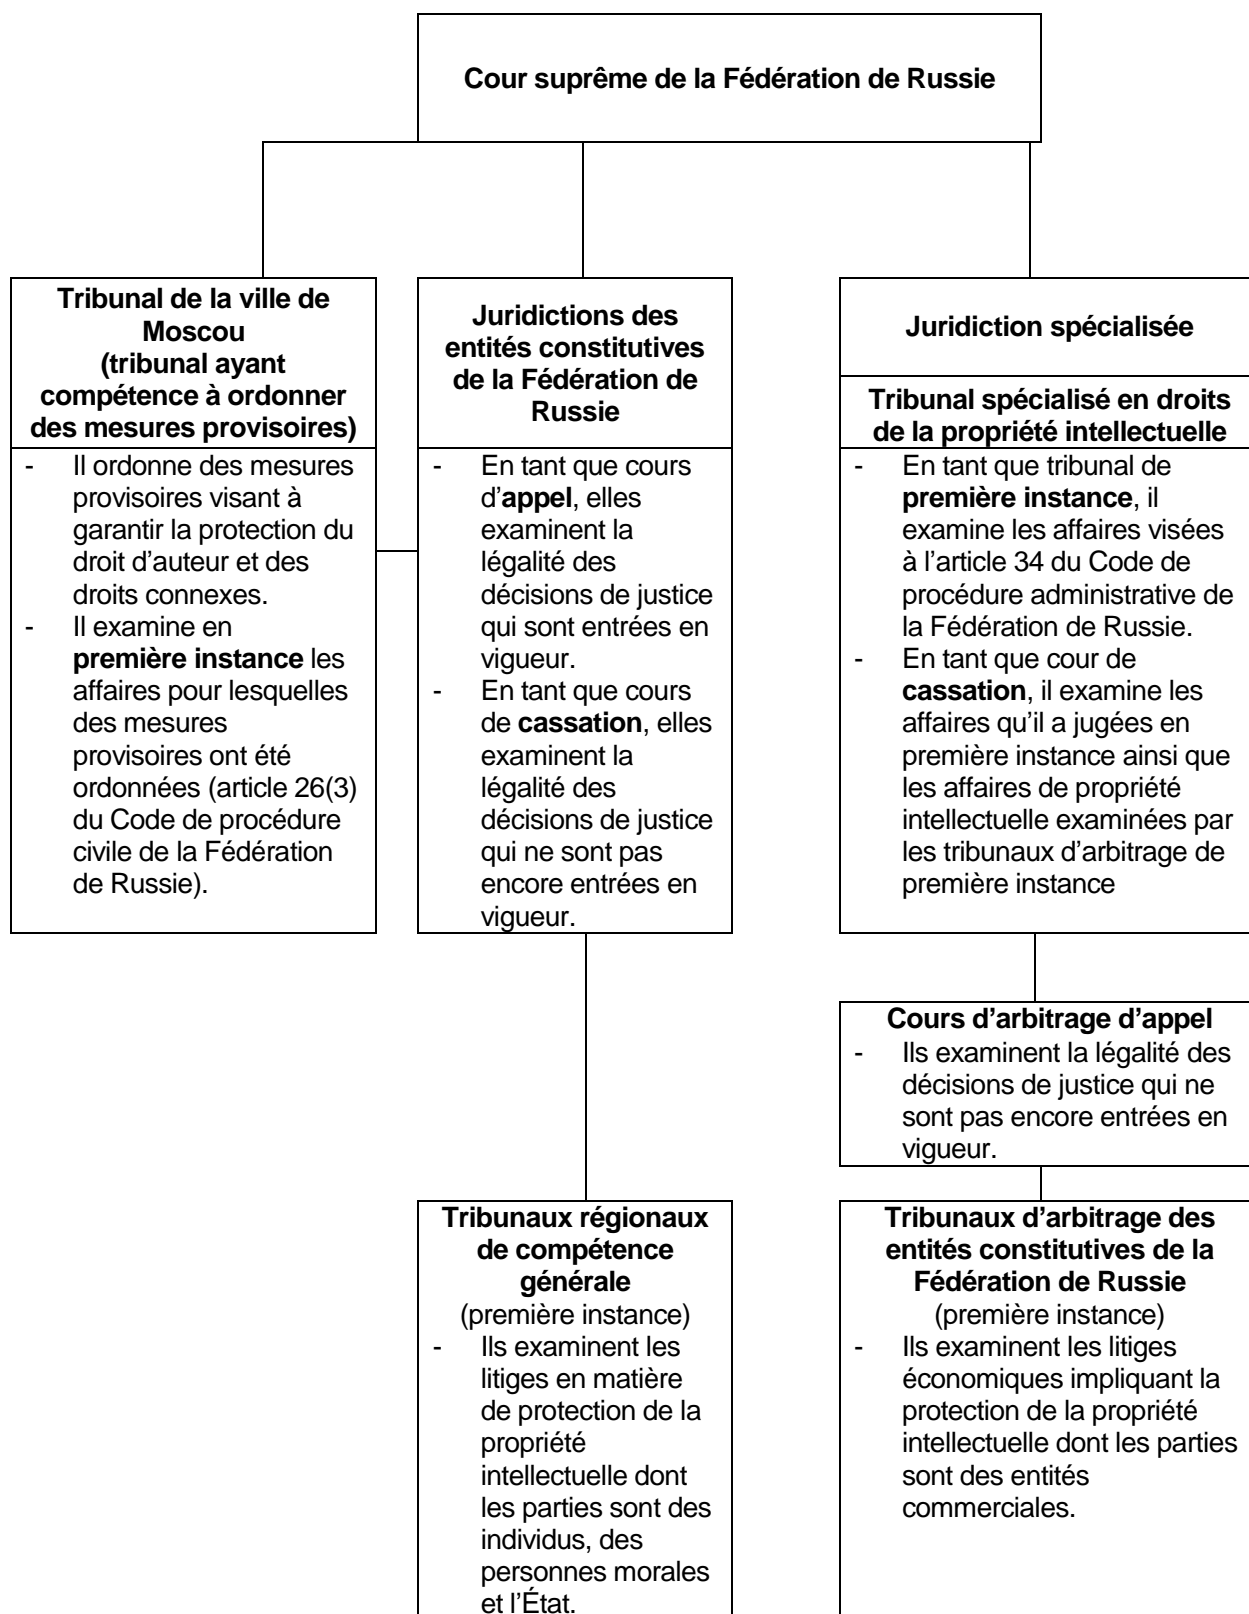 Cour suprême de la Fédération de Russie
Tribunal de la ville de
Moscou
(tribunal ayant
compétence à ordonner
des mesures provisoires)
- Il ordonne des mesures
provisoires visant à
garantir la protection du
droit d’auteur et des
droits connexes.
- Il examine en
première instance les
affaires pour lesquelles
des mesures
provisoires ont été
ordonnées (article 26(3)
du Code de procédure
civile de la Fédération
de Russie).
Juridictions des
entités constitutives
de la Fédération de
Russie
- En tant que cours
d’appel, elles
examinent la
légalité des
décisions de justice
qui sont entrées en
vigueur.
- En tant que cours
de cassation, elles
examinent la
légalité des
décisions de justice
qui ne sont pas
encore entrées en
vigueur.
Juridiction spécialisée
Tribunal spécialisé en droits
de la propriété intellectuelle
- En tant que tribunal de
première instance, il
examine les affaires visées
à l’article 34 du Code de
procédure administrative de
la Fédération de Russie.
- En tant que cour de
cassation, il examine les
affaires qu’il a jugées en
première instance ainsi que
les affaires de propriété
intellectuelle examinées par
les tribunaux d’arbitrage de
première instance
Cours d’arbitrage d’appel
- Ils examinent la légalité des
décisions de justice qui ne
sont pas encore entrées en
vigueur.
Tribunaux régionaux
de compétence
générale
(première instance)
- Ils examinent les
litiges en matière
de protection de la
propriété
intellectuelle dont
les parties sont des
individus, des
personnes morales
et l’État.
Tribunaux d’arbitrage des
entités constitutives de la
Fédération de Russie
(première instance)
- Ils examinent les litiges
économiques impliquant la
protection de la propriété
intellectuelle dont les parties
sont des entités
commerciales.